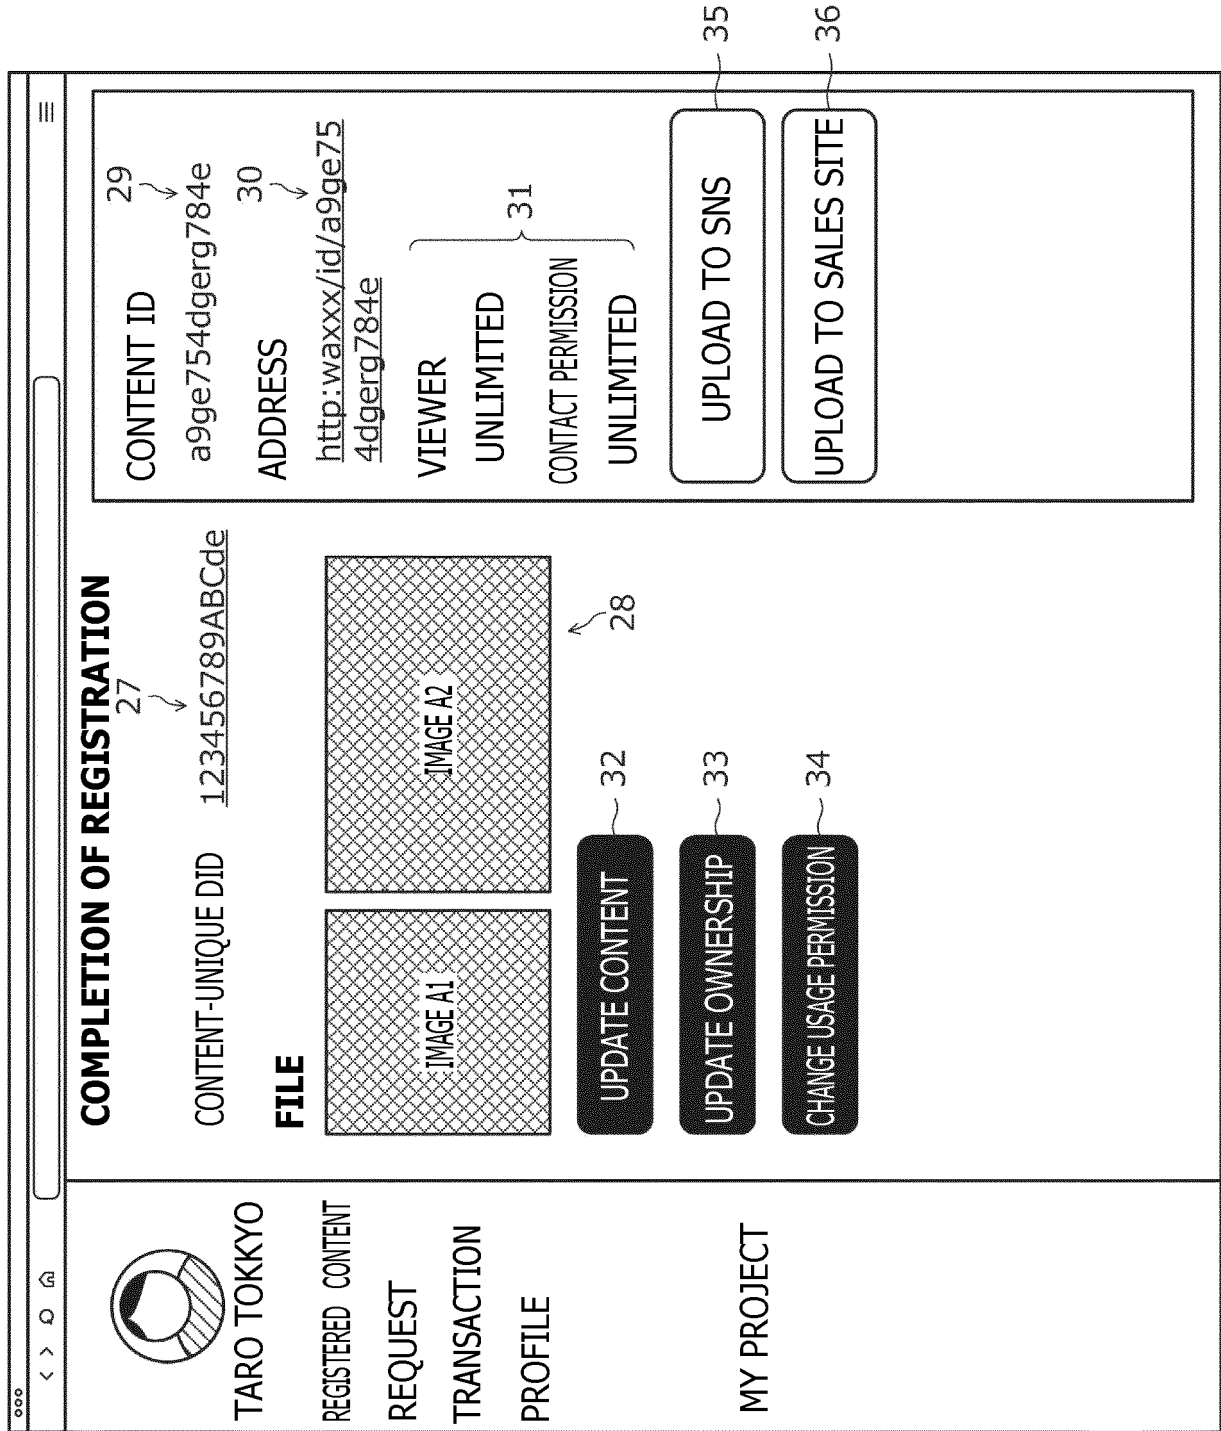 TARO TOKKYO
REGISTERED CONTENT
REQUEST
TRANSACTION
PROFILE
MY PROJECT
COMPLETION OF REGISTRATION
27
CONTENT-UNIQUE DID 123456789ABCde
FILE
IMAGE A1
IMAGE A2
28
UPDATE CONTENT
32
UPDATE OWNERSHIP
33
CHANGE USAGE PERMISSION
34
CONTENT ID
29
a9ge754dgerg784e
ADDRESS
30
http:waxxx/id/a9ge75
4dgerg784e
VIEWER
UNLIMITED
31
CONTACT PERMISSION
UNLIMITED
UPLOAD TO SNS
35
UPLOAD TO SALES SITE
36